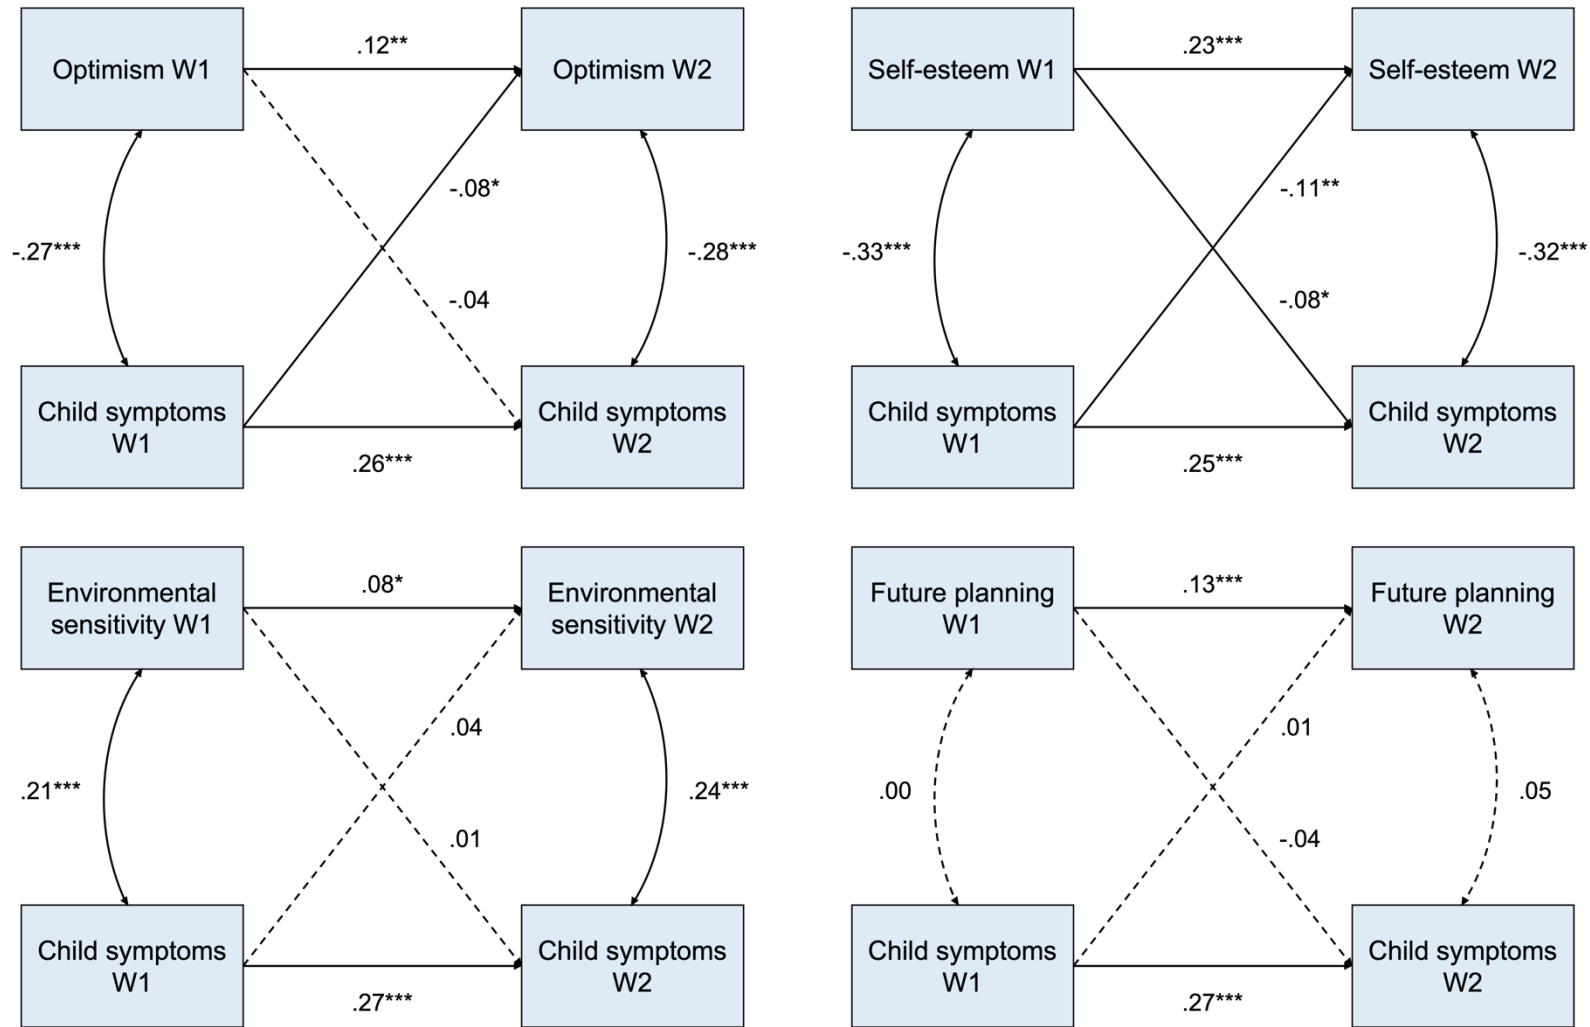 Optimism W1
.12**
Optimism W2
-.27***
-.08*
-.04
-.28***
Child symptoms
W1
.26***
Child symptoms
W2
Self-esteem W1
.23***
Self-esteem W2
-.33***
-.11**
-.08*
-.32***
Child symptoms
W1
.25***
Child symptoms
W2
Environmental
sensitivity W1
.08*
Environmental
sensitivity W2
.21***
.04
.01
.24***
Child symptoms
W1
.27***
Child symptoms
W2
Future planning
W1
.13***
Future planning
W2
.00
.01
-.04
.05
Child symptoms
W1
.27***
Child symptoms
W2